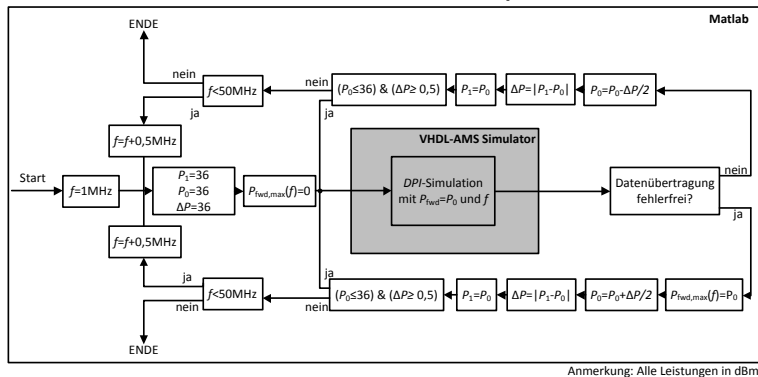 Matlab
ENDE
nein
f<50MHz
ja
nein
(P₀≤36) & (ΔP≥ 0,5)
ja
P₁=P₀
ΔP=|P₁-P₀|
P₀=P₀-ΔP/2
f=f+0,5MHz
VHDL-AMS Simulator
Start
f=1MHz
P₁=36
P₀=36
ΔP=36
P_fwd,max(f)=0
DPI-Simulation
mit P_fwd=P₀ und f
Datenübertragung
fehlerfrei?
nein
ja
f=f+0,5MHz
ja
f<50MHz
nein
ja
nein
(P₀≤36) & (ΔP≥ 0,5)
P₁=P₀
ΔP=|P₁-P₀|
P₀=P₀+ΔP/2
P_fwd,max(f)=P₀
ENDE
Anmerkung: Alle Leistungen in dBm